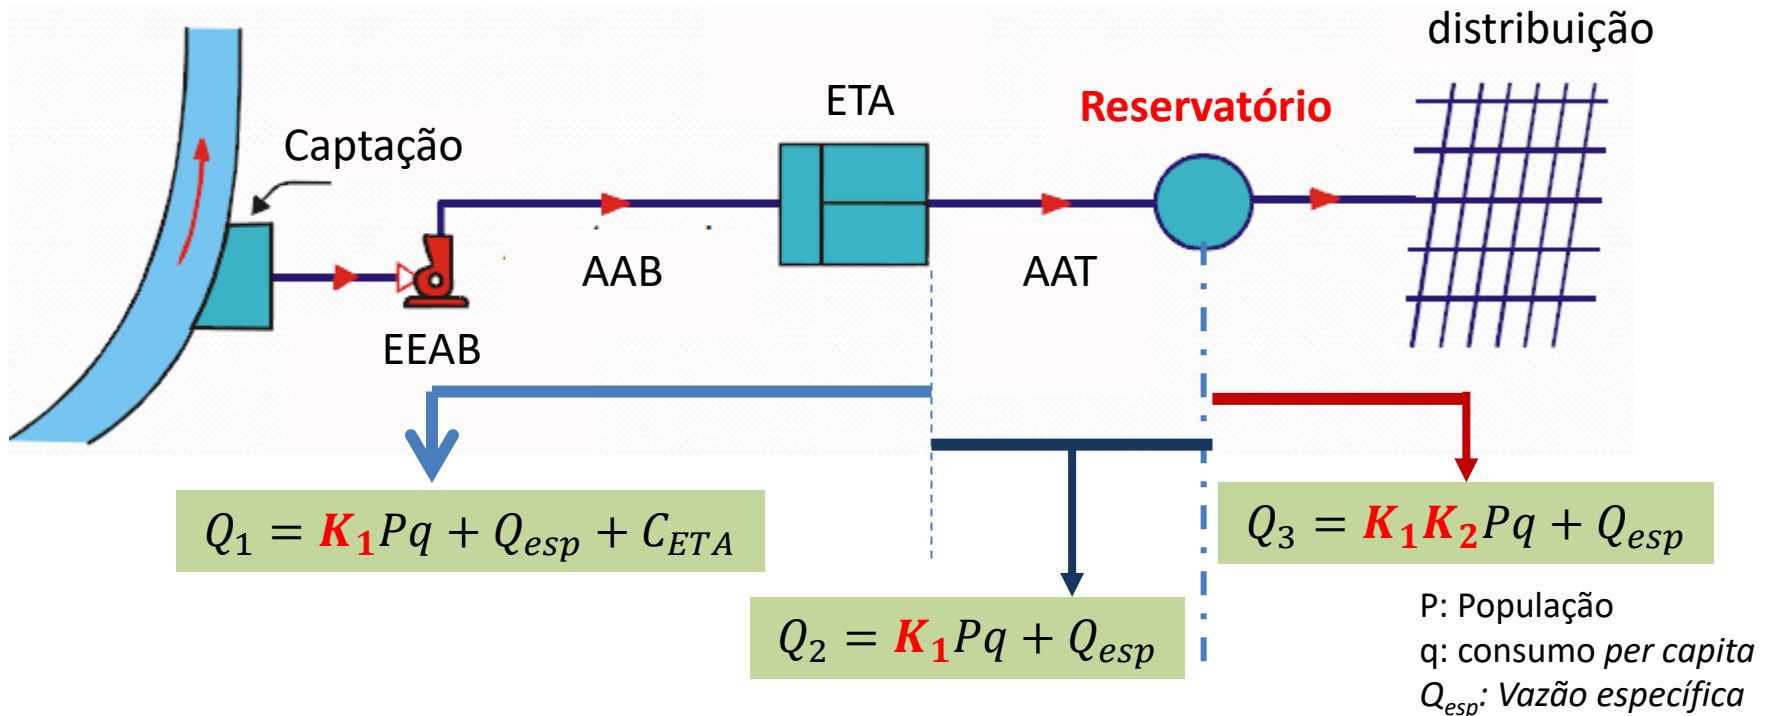 distribuição
ETA
Reservatório
Captação
AAB
AAT
EEAB
Q₁ = K₁Pq + Q_esp + C_ETA
Q₃ = K₁K₂Pq + Q_esp
Q₂ = K₁Pq + Q_esp
P: População
q: consumo per capita
Q_esp: Vazão específica